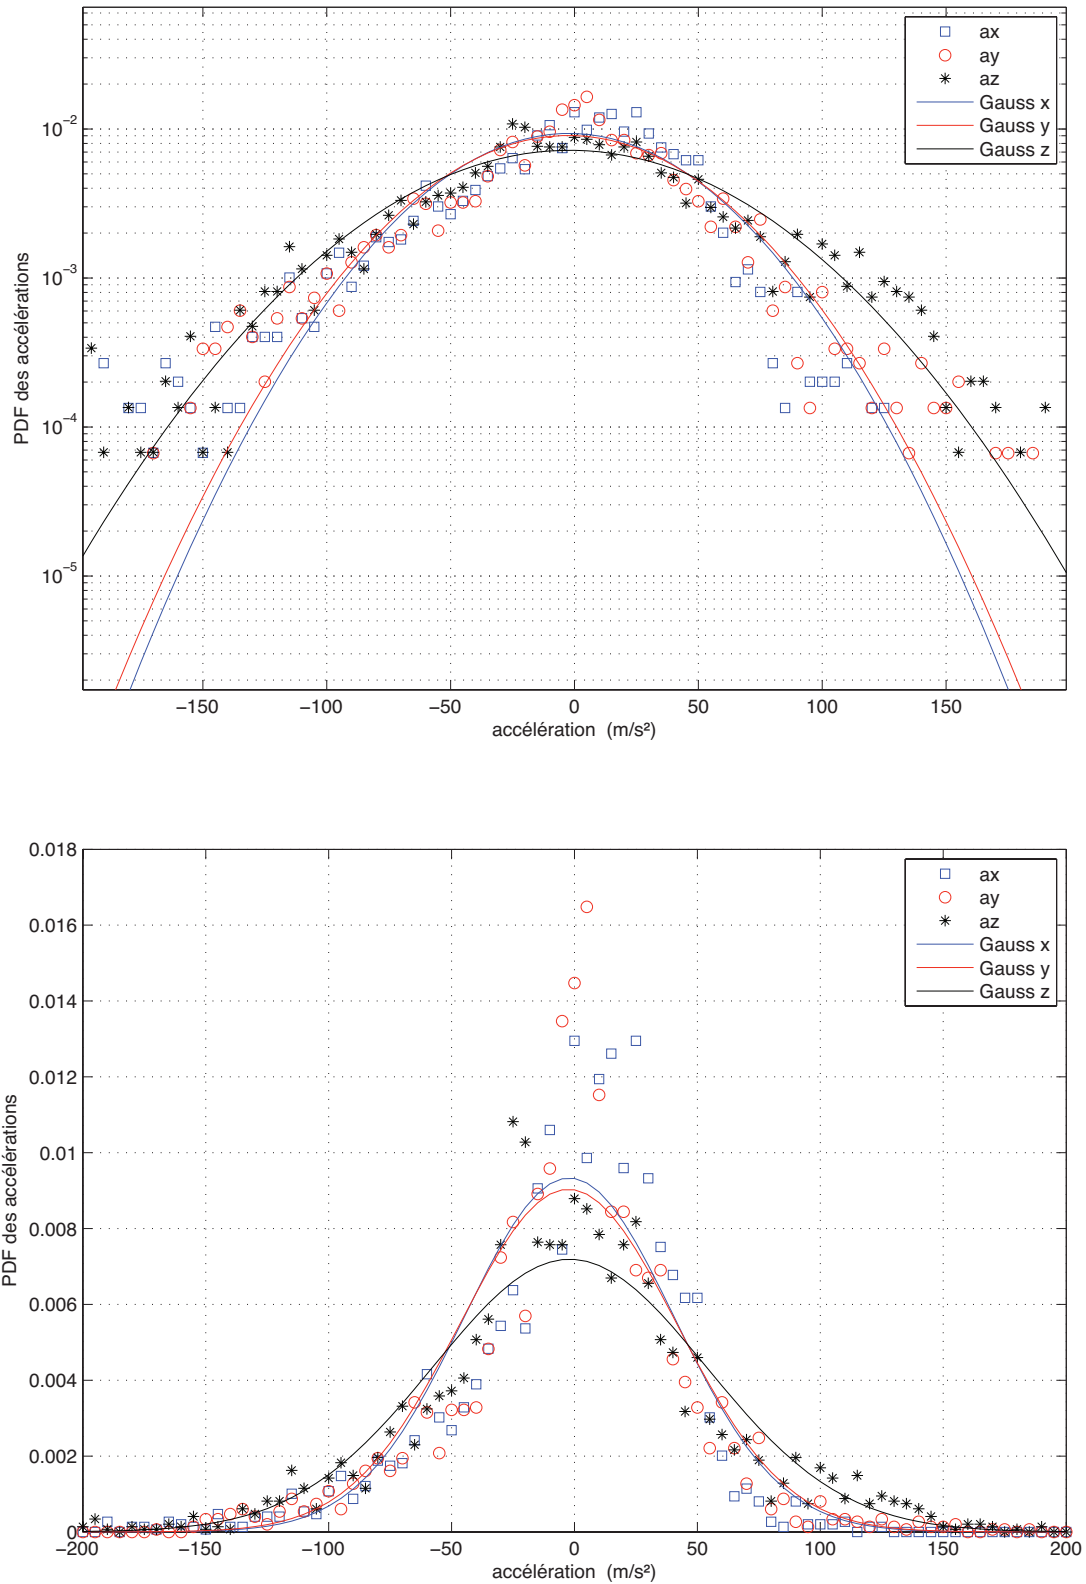 ax
ay
az
Gauss x
Gauss y
Gauss z
10⁻²
10⁻³
10⁻⁴
10⁻⁵
PDF des accélérations
−150
−100
−50
0
50
100
150
accélération (m/s²)
0.018
0.016
0.014
0.012
0.01
0.008
0.006
0.004
0.002
0
PDF des accélérations
ax
ay
az
Gauss x
Gauss y
Gauss z
−200
−150
−100
−50
0
50
100
150
200
accélération (m/s²)